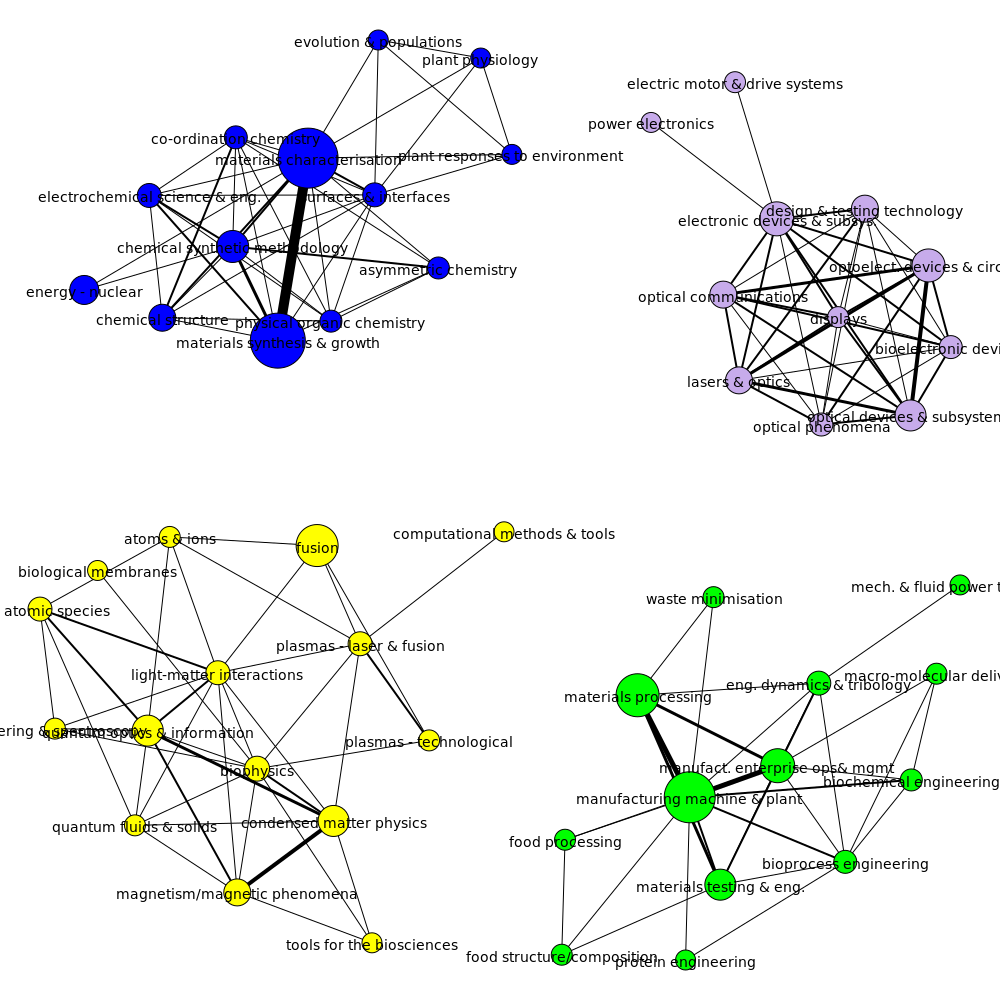 evolution & populations
plant physiology
co-ordination chemistry
materials characterisation
plant responses to environment
electrochemical science & eng.
surfaces & interfaces
chemical synthetic methodology
asymmetric chemistry
energy - nuclear
chemical structure
physical organic chemistry
materials synthesis & growth
electric motor & drive systems
power electronics
design & testing technology
electronic devices & subsys.
optoelect. devices & circ
optical communications
displays
bioelectronic devi
lasers & optics
optical devices & subsystem
optical phenomena
computational methods & tools
atoms & ions
fusion
biological membranes
atomic species
plasmas - laser & fusion
light-matter interactions
ering & spectroscopy
quantum optics & information
plasmas - technological
biophysics
quantum fluids & solids
condensed matter physics
magnetism/magnetic phenomena
tools for the biosciences
mech. & fluid power t
waste minimisation
macro-molecular deliv
eng. dynamics & tribology
materials processing
manufact. enterprise ops& mgmt
biochemical engineering
manufacturing machine & plant
food processing
bioprocess engineering
materials testing & eng.
food structure/composition
protein engineering